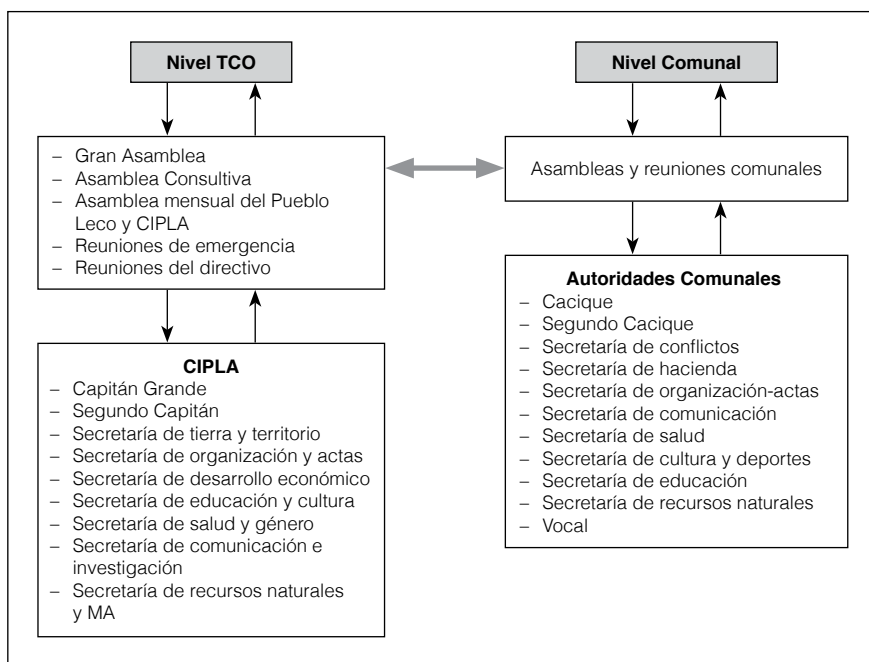 Nivel TCO
– Gran Asamblea
– Asamblea Consultiva
– Asamblea mensual del Pueblo
Leco y CIPLA
– Reuniones de emergencia
– Reuniones del directivo
CIPLA
– Capitán Grande
– Segundo Capitán
– Secretaría de tierra y territorio
– Secretaría de organización y actas
– Secretaría de desarrollo económico
– Secretaría de educación y cultura
– Secretaría de salud y género
– Secretaría de comunicación e
investigación
– Secretaría de recursos naturales
y MA
Nivel Comunal
Asambleas y reuniones comunales
Autoridades Comunales
– Cacique
– Segundo Cacique
– Secretaría de conflictos
– Secretaría de hacienda
– Secretaría de organización-actas
– Secretaría de comunicación
– Secretaría de salud
– Secretaría de cultura y deportes
– Secretaría de educación
– Secretaría de recursos naturales
– Vocal